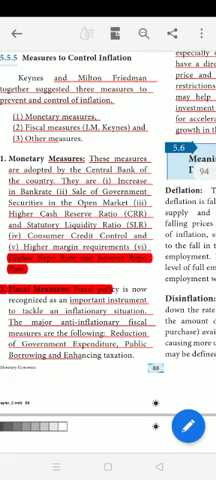 5.5.5 Measures to Control Inflation
Keynes and Milton Friedman
together suggested three measures to
prevent and control of inflation.
(1) Monetary measures,
(2) Fiscal measures (J.M. Keynes) and
(3) Other measures.
1. Monetary Measures: These measures
are adopted by the Central Bank of the
country. They are (i) Increase in
Bankrate (ii) Sale of Government
Securities in the Open Market (iii)
Higher Cash Reserve Ratio (CRR)
and Statutory Liquidity Ratio (SLR)
(iv) Consumer Credit Control and
(v) Higher margin requirements (vi)
Higher Repo Rate and Reverse Repo
Rate.
2. Fiscal Measures: Fiscal policy is now
recognized as an important instrument
to tackle an inflationary situation.
The major anti-inflationary fiscal
measures are the following: Reduction
of Government Expenditure, Public
Borrowing and Enhancing taxation.
Monetary Economics
88
especially
have a direc
price and
restrictions
may help
investment
for accelera
growth in th
5.6
Meanin
94
Deflation: T
deflation is fal
supply and
falling prices
of inflation, w
to the fall in t
employment.
level of full em
employment w
Disinflation:
down the rate
the amount o
purchase) avai
causing more u
may be defined